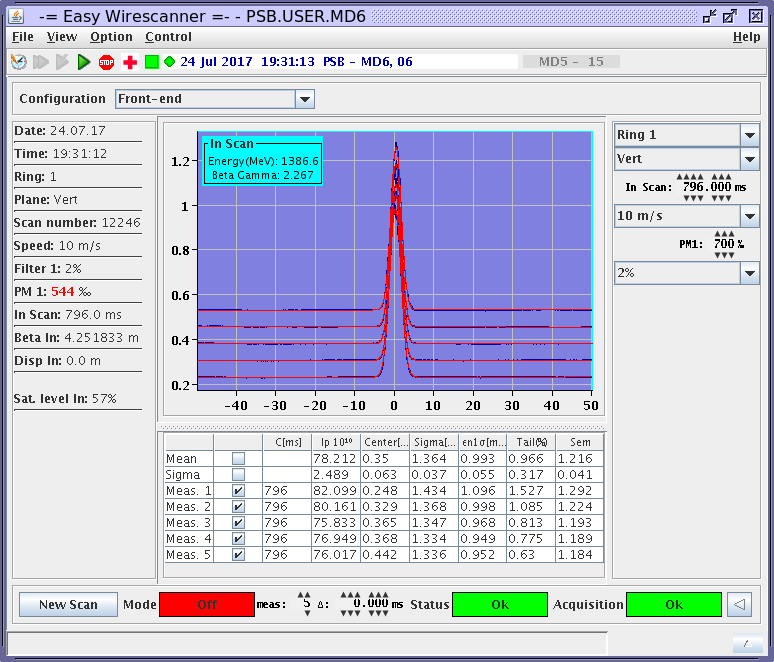 -= Easy Wirescanner =- - PSB.USER.MD6
File View Option Control Help
STOP 24 Jul 2017 19:31:13 PSB - MD6, 06 MD5 - 15
Configuration Front-end
Date: 24.07.17
Time: 19:31:12
Ring: 1
Plane: Vert
Scan number: 12246
Speed: 10 m/s
Filter 1: 2%
PM 1: 544 ‰
In Scan: 796.0 ms
Beta In: 4.251833 m
Disp In: 0.0 m
Sat. level In: 57%
In Scan
Energy(MeV): 1386.6
Beta Gamma: 2.267
1.2
1
0.8
0.6
0.4
0.2
-40 -30 -20 -10 0 10 20 30 40 50
Ring 1
Vert
In Scan: 796.000 ms
10 m/s
PM1: 700 ‰
2%
C[ms] Ip 10¹⁰ Center[... Sigma[... εn1σ[m... Tail(%) Sem
Mean 78.212 0.35 1.364 0.993 0.966 1.216
Sigma 2.489 0.063 0.037 0.055 0.317 0.041
Meas. 1 796 82.099 0.248 1.434 1.096 1.527 1.292
Meas. 2 796 80.161 0.329 1.368 0.998 1.085 1.224
Meas. 3 796 75.833 0.365 1.347 0.968 0.813 1.193
Meas. 4 796 76.949 0.368 1.334 0.949 0.775 1.189
Meas. 5 796 76.017 0.442 1.336 0.952 0.63 1.184
New Scan Mode Off meas: 5 Δ: 0.000 ms Status Ok Acquisition Ok